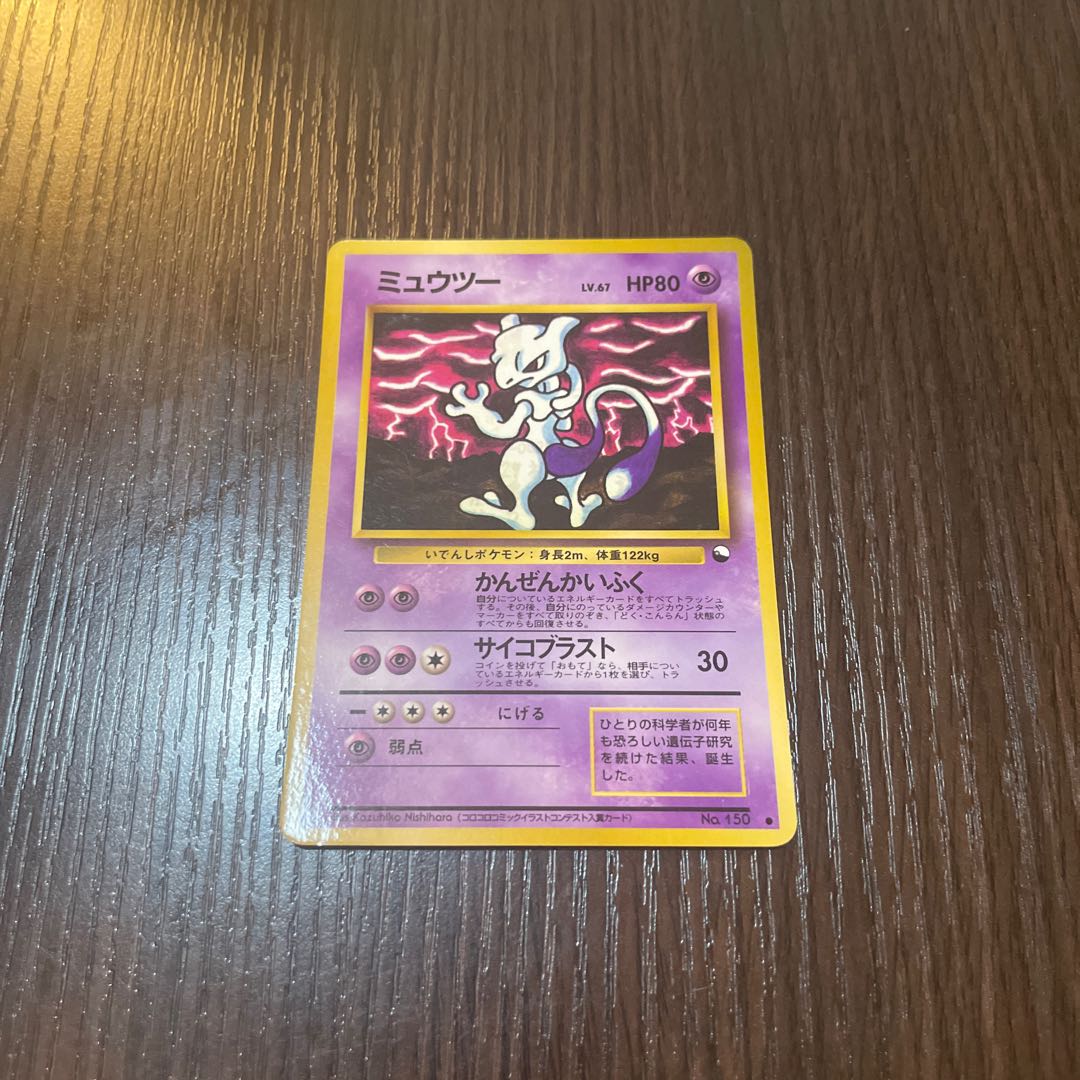 ミュウツー LV.67 HP80
いでんしポケモン：身長2m、体重122kg
かんぜんかいふく
自分についているエネルギーカードをすべてトラッシュ
する。その後、自分にのっているダメージカウンターや
マーカーをすべて取りのぞき、「どく・こんらん」状態の
すべてからも回復させる。
サイコブラスト 30
コインを投げて「おもて」なら、相手につい
ているエネルギーカードから1枚を選び、トラ
ッシュさせる。
にげる
弱点
ひとりの科学者が何年
も恐ろしい遺伝子研究
を続けた結果、誕生
した。
Kazuhiko Nishihara（コロコロコミックイラストコンテスト入賞カード） No. 150